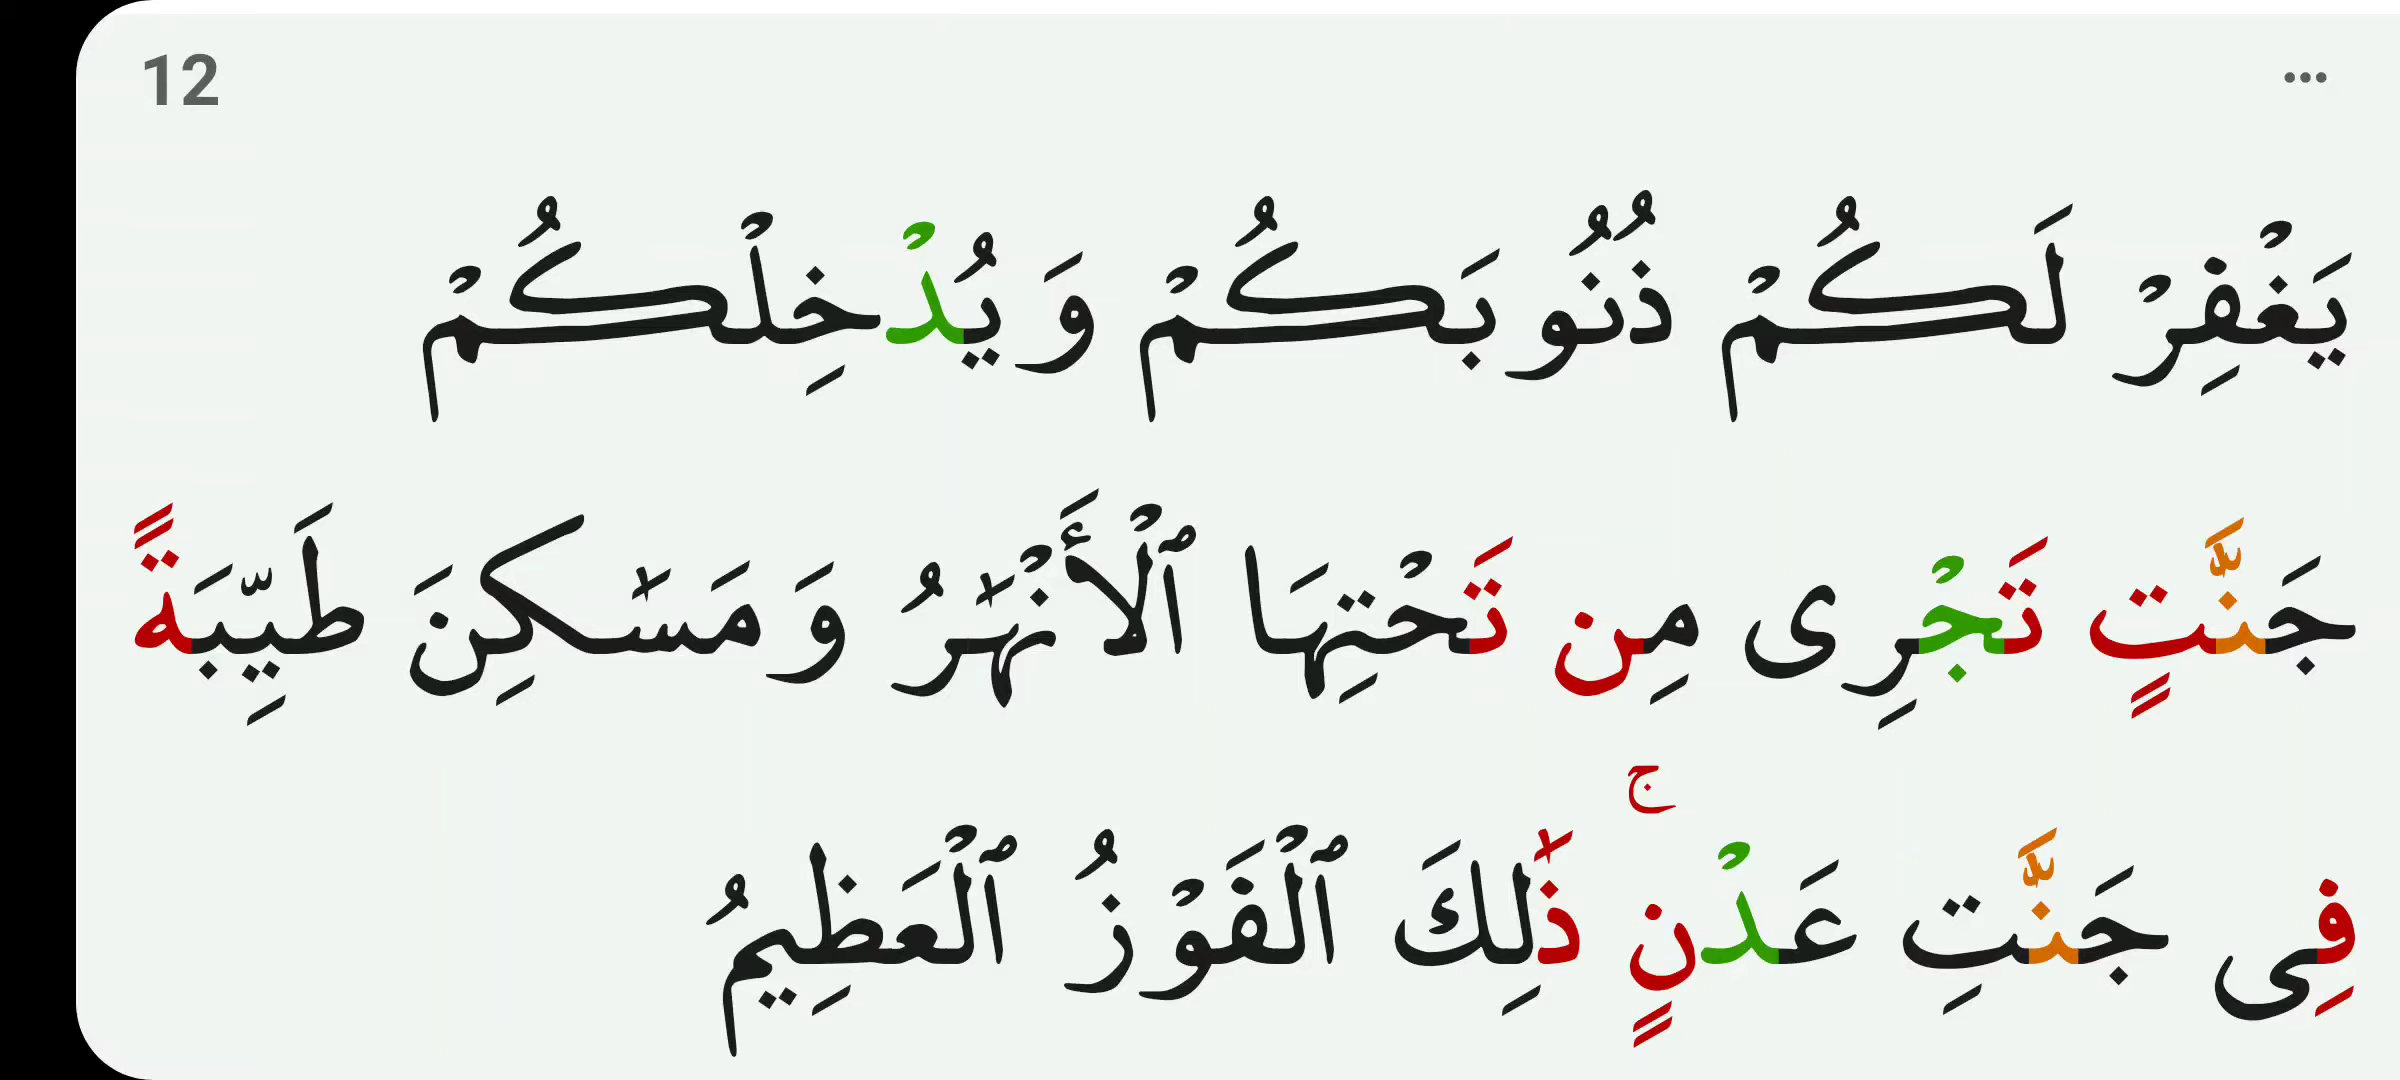 12
يَغْفِرْ لَكُمْ ذُنُوبَكُمْ وَيُدْخِلْكُمْ
جَنَّٰتٍ تَجْرِى مِن تَحْتِهَا ٱلْأَنْهَٰرُ وَمَسَٰكِنَ طَيِّبَةً
فِى جَنَّٰتِ عَدْنٍ ۚ ذَٰلِكَ ٱلْفَوْزُ ٱلْعَظِيمُ